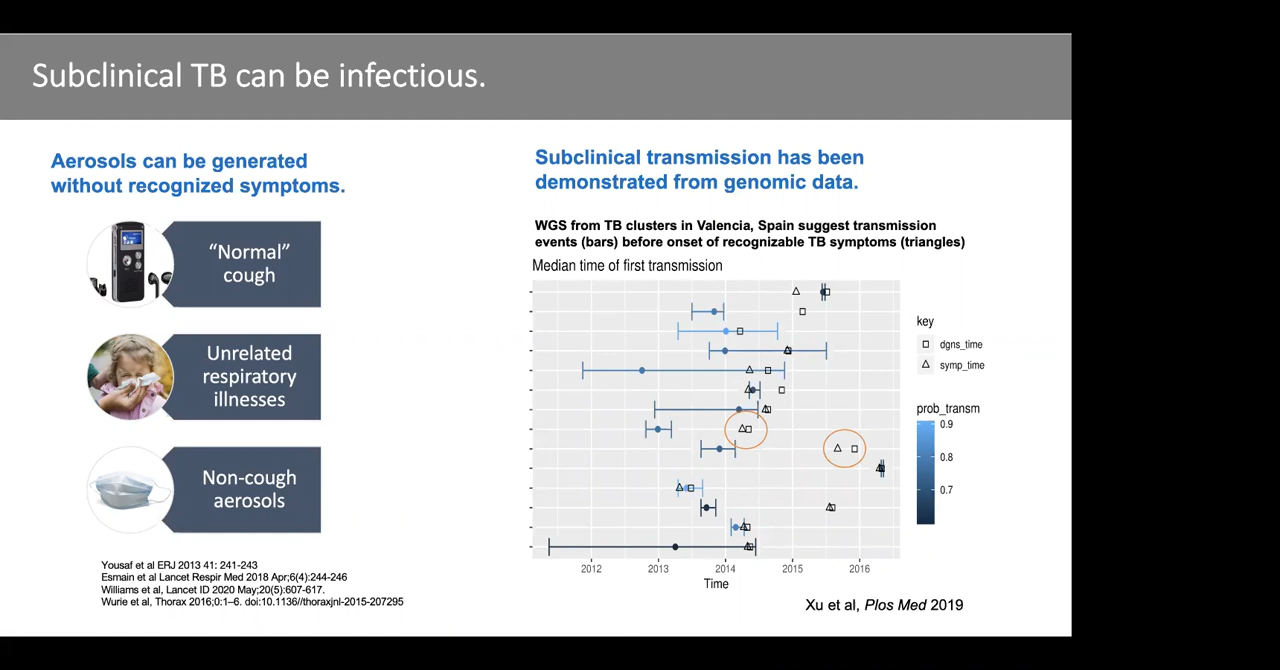 Subclinical TB can be infectious.
Aerosols can be generated
without recognized symptoms.
“Normal”
cough
Unrelated
respiratory
illnesses
Non-cough
aerosols
Yousaf et al ERJ 2013 41: 241-243
Esmain et al Lancet Respir Med 2018 Apr;6(4):244-246
Williams et al, Lancet ID 2020 May;20(5):607-617.
Wurie et al, Thorax 2016;0:1–6. doi:10.1136//thoraxjnl-2015-207295
Subclinical transmission has been
demonstrated from genomic data.
WGS from TB clusters in Valencia, Spain suggest transmission
events (bars) before onset of recognizable TB symptoms (triangles)
Median time of first transmission
key
dgns_time
symp_time
prob_transm
0.9
0.8
0.7
2012 2013 2014 2015 2016
Time
Xu et al, Plos Med 2019